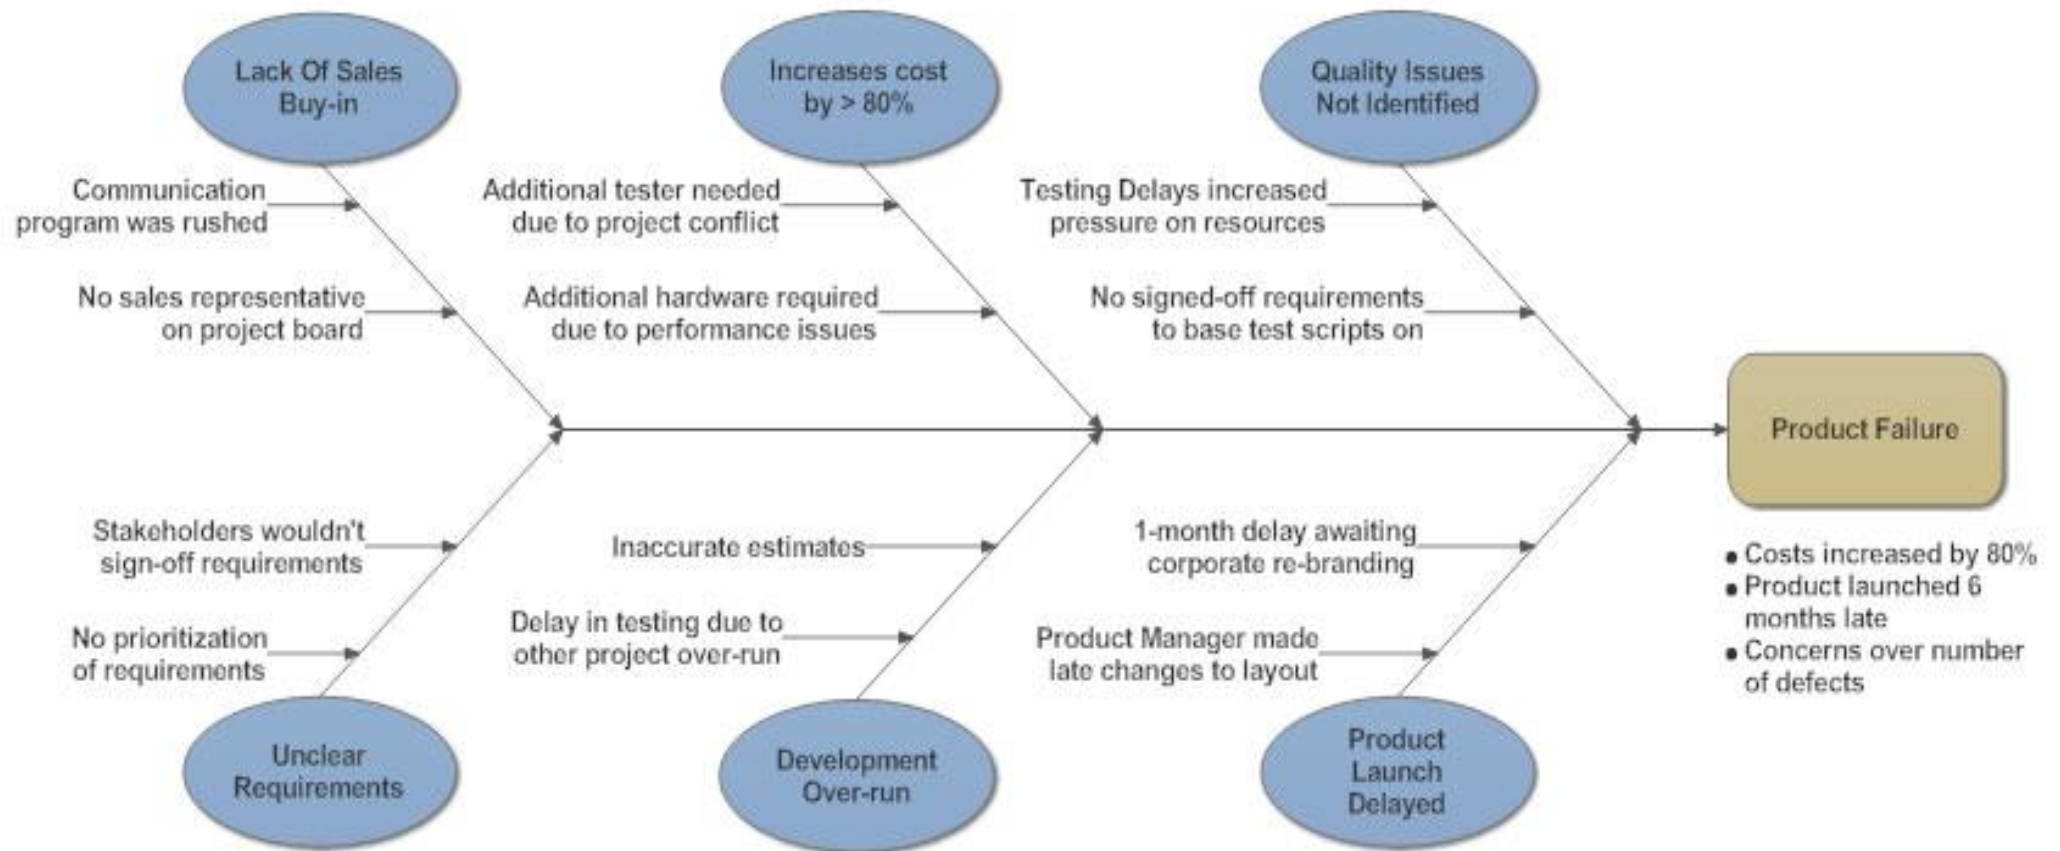 Lack Of Sales
Buy-in
Increases cost
by > 80%
Quality Issues
Not Identified
Communication
program was rushed
Additional tester needed
due to project conflict
Testing Delays increased
pressure on resources
No sales representative
on project board
Additional hardware required
due to performance issues
No signed-off requirements
to base test scripts on
Product Failure
Stakeholders wouldn't
sign-off requirements
Inaccurate estimates
1-month delay awaiting
corporate re-branding
• Costs increased by 80%
• Product launched 6
months late
• Concerns over number
of defects
No prioritization
of requirements
Delay in testing due to
other project over-run
Product Manager made
late changes to layout
Unclear
Requirements
Development
Over-run
Product
Launch
Delayed